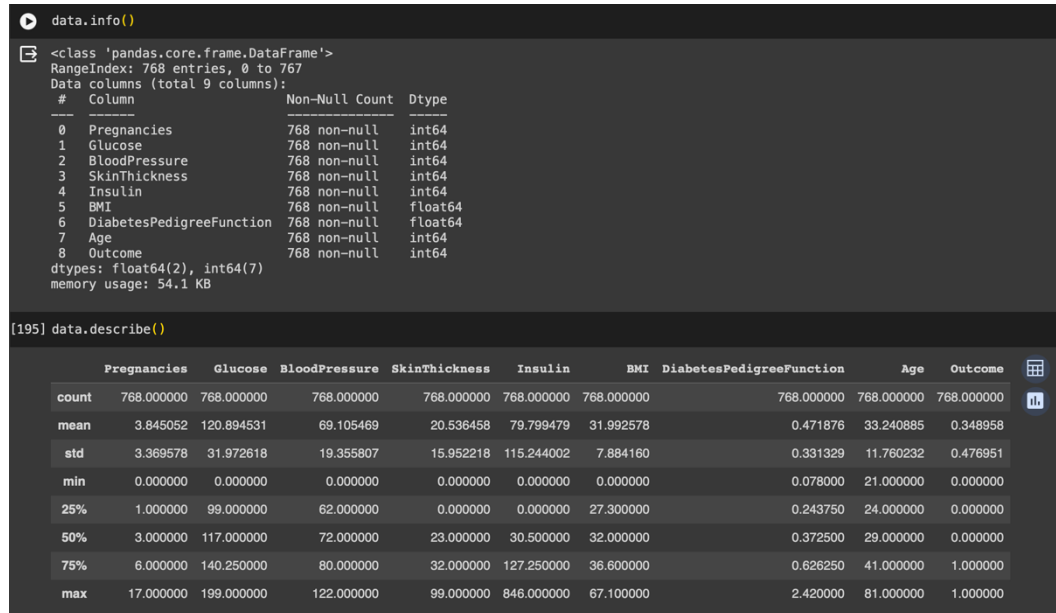 data.info()
<class 'pandas.core.frame.DataFrame'>
RangeIndex: 768 entries, 0 to 767
Data columns (total 9 columns):
#   Column                    Non-Null Count  Dtype
---  ------                    --------------  -----
0   Pregnancies               768 non-null    int64
1   Glucose                   768 non-null    int64
2   BloodPressure             768 non-null    int64
3   SkinThickness             768 non-null    int64
4   Insulin                   768 non-null    int64
5   BMI                       768 non-null    float64
6   DiabetesPedigreeFunction  768 non-null    float64
7   Age                       768 non-null    int64
8   Outcome                   768 non-null    int64
dtypes: float64(2), int64(7)
memory usage: 54.1 KB
[195] data.describe()
Pregnancies Glucose BloodPressure SkinThickness Insulin BMI DiabetesPedigreeFunction Age Outcome
count 768.000000 768.000000 768.000000 768.000000 768.000000 768.000000 768.000000 768.000000 768.000000
mean 3.845052 120.894531 69.105469 20.536458 79.799479 31.992578 0.471876 33.240885 0.348958
std 3.369578 31.972618 19.355807 15.952218 115.244002 7.884160 0.331329 11.760232 0.476951
min 0.000000 0.000000 0.000000 0.000000 0.000000 0.000000 0.078000 21.000000 0.000000
25% 1.000000 99.000000 62.000000 0.000000 0.000000 27.300000 0.243750 24.000000 0.000000
50% 3.000000 117.000000 72.000000 23.000000 30.500000 32.000000 0.372500 29.000000 0.000000
75% 6.000000 140.250000 80.000000 32.000000 127.250000 36.600000 0.626250 41.000000 1.000000
max 17.000000 199.000000 122.000000 99.000000 846.000000 67.100000 2.420000 81.000000 1.000000